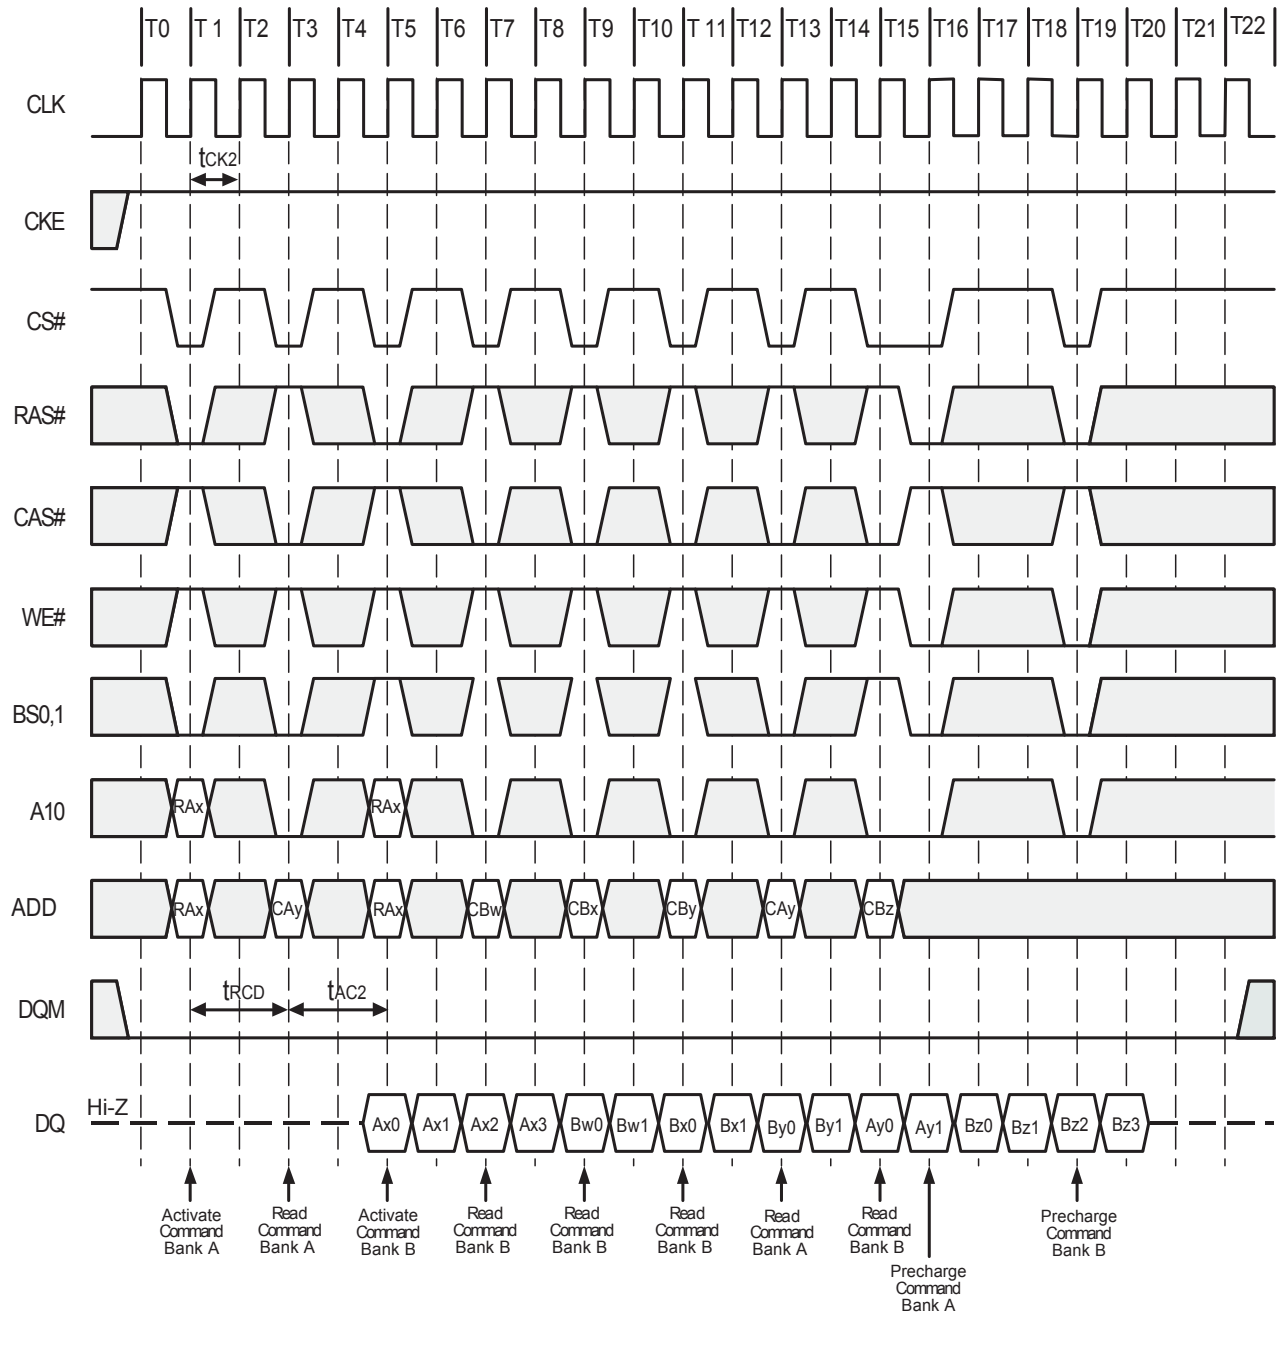 T0 T 1 T2 T3 T4 T5 T6 T7 T8 T9 T10 T 11 T12 T13 T14 T15 T16 T17 T18 T19 T20 T21 T22
CLK
tCK2
CKE
CS#
RAS#
CAS#
WE#
BS0,1
A10 RAx RAx
ADD RAx CAy RAx CBw CBx CBy CAy CBz
DQM tRCD tAC2
Hi-Z
DQ Ax0 Ax1 Ax2 Ax3 Bw0 Bw1 Bx0 Bx1 By0 By1 Ay0 Ay1 Bz0 Bz1 Bz2 Bz3
Activate
Command
Bank A
Read
Command
Bank A
Activate
Command
Bank B
Read
Command
Bank B
Read
Command
Bank B
Read
Command
Bank B
Read
Command
Bank A
Read
Command
Bank B
Precharge
Command
Bank A
Precharge
Command
Bank B